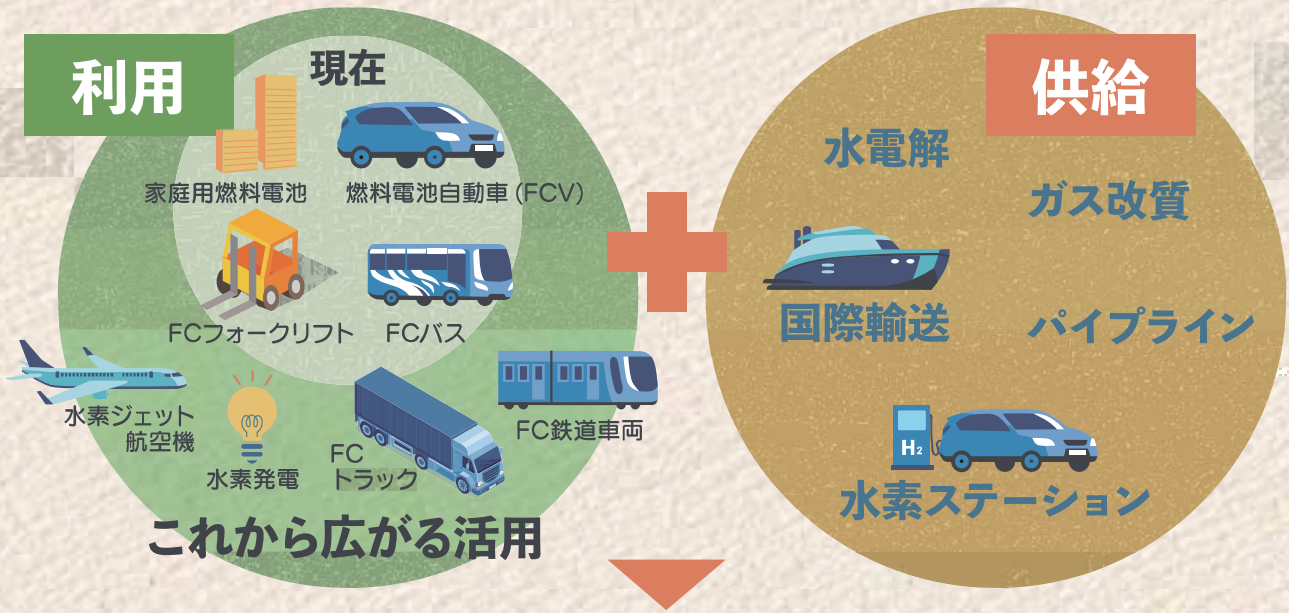 利用
現在
家庭用燃料電池
燃料電池自動車(FCV)
FCフォークリフト
FCバス
水素ジェット
航空機
水素発電
FC
トラック
FC鉄道車両
これから広がる活用
供給
水電解
ガス改質
国際輸送
パイプライン
H2
水素ステーション